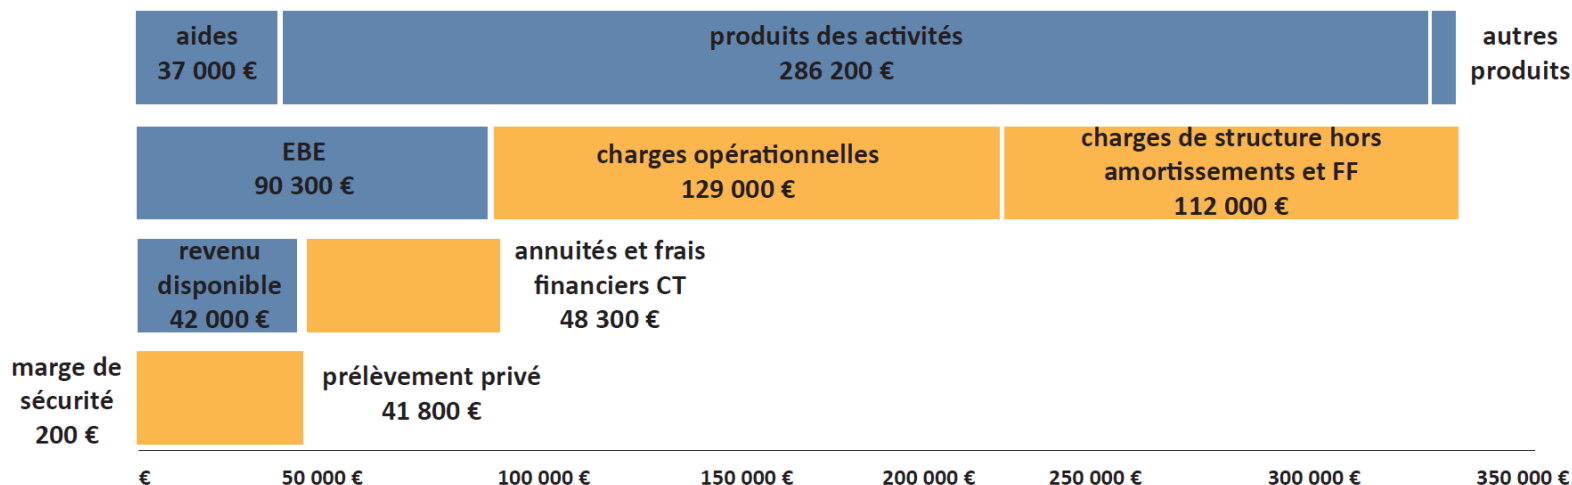 aides
37 000 €
produits des activités
286 200 €
autres
produits
EBE
90 300 €
charges opérationnelles
129 000 €
charges de structure hors
amortissements et FF
112 000 €
revenu
disponible
42 000 €
annuités et frais
financiers CT
48 300 €
marge de
sécurité
200 €
prélèvement privé
41 800 €
€ 50 000 € 100 000 € 150 000 € 200 000 € 250 000 € 300 000 € 350 000 €